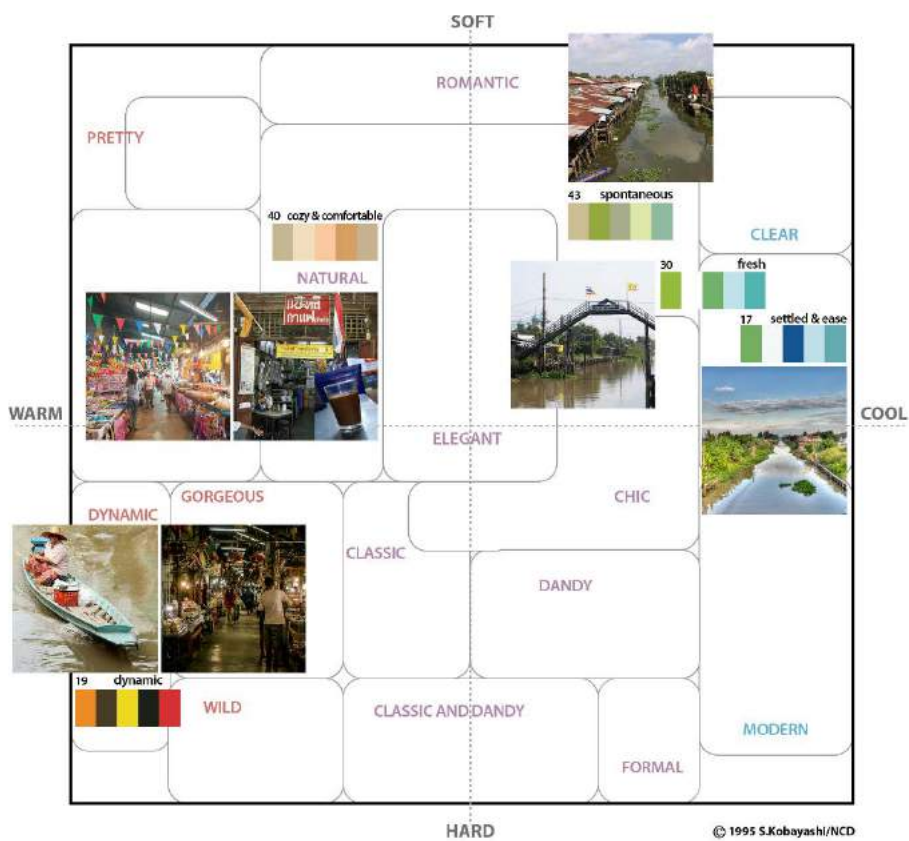 SOFT
ROMANTIC
PRETTY
43 spontaneous
40 cozy & comfortable
CLEAR
30 fresh
NATURAL
17 settled & ease
WARM
COOL
ELEGANT
GORGEOUS
CHIC
DYNAMIC
CLASSIC
DANDY
19 dynamic
WILD
CLASSIC AND DANDY
MODERN
FORMAL
HARD
© 1995 S.Kobayashi/NCD